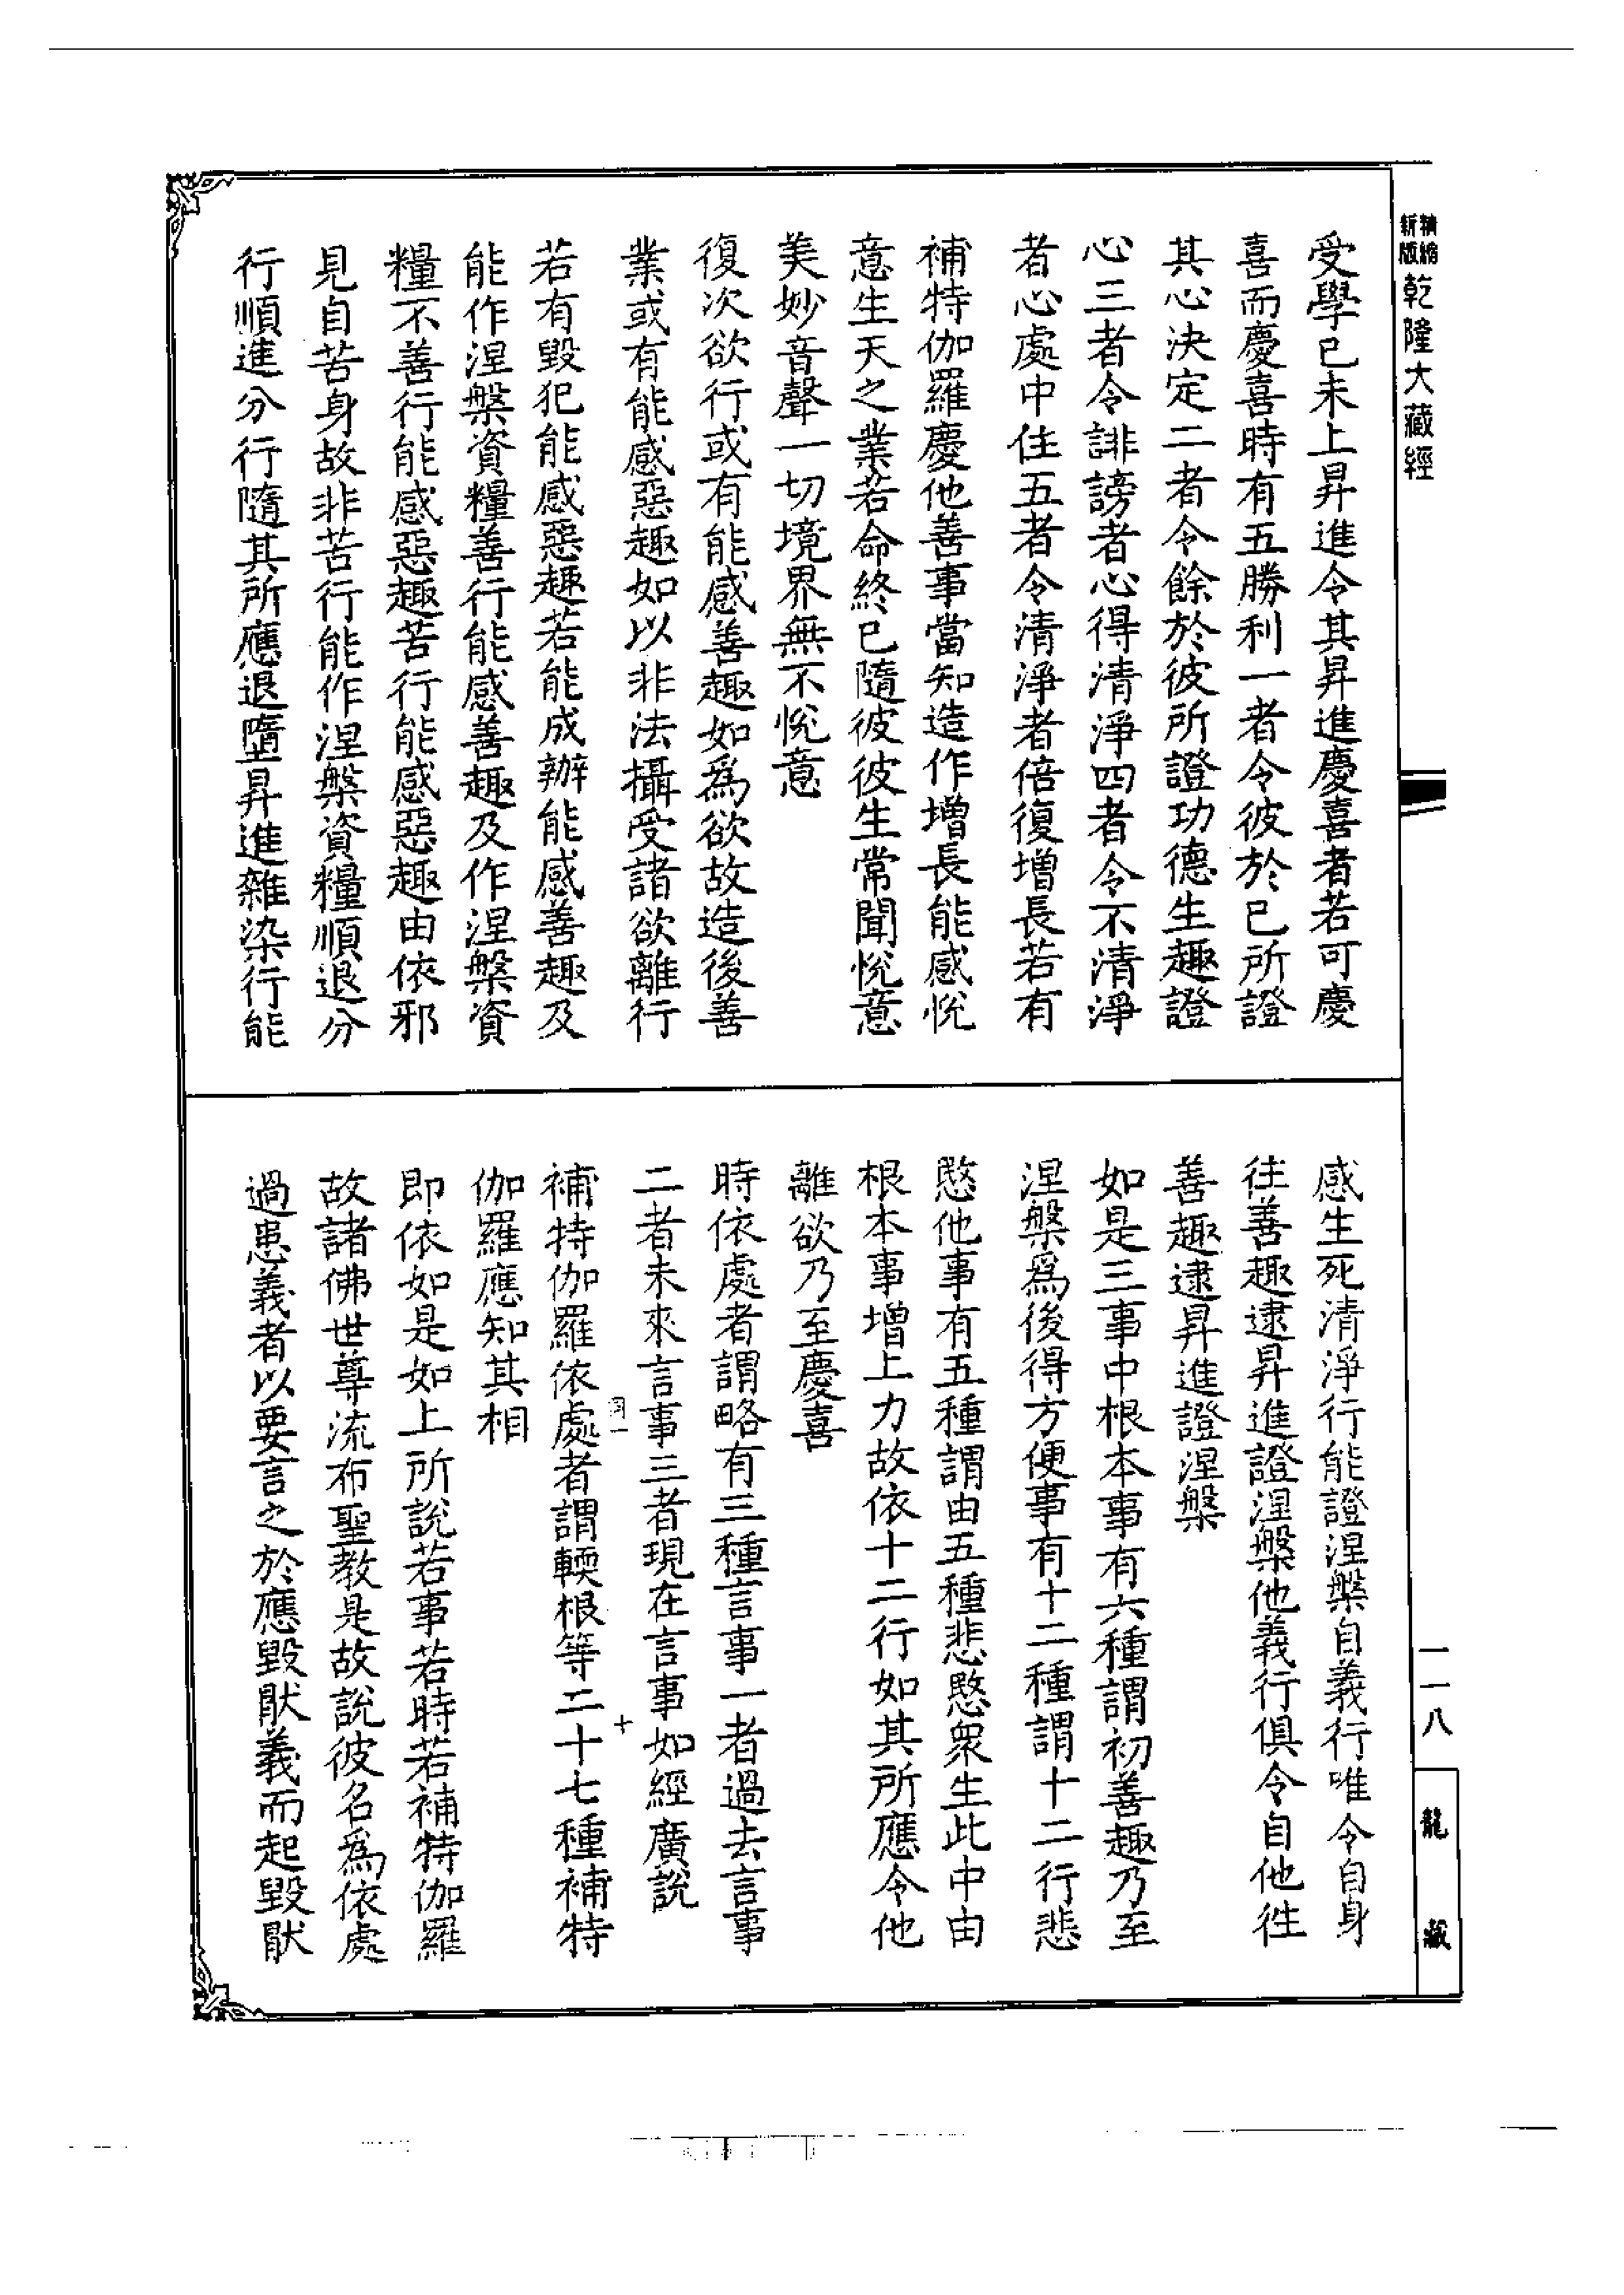 精縮
新版
乾隆大藏經
受學已未上昇進令其昇進慶喜者若可慶
喜而慶喜時有五勝利一者令彼於己所證
其心決定二者令餘於彼所證功德生趣證
心三者令誹謗者心得清淨四者令不清淨
者心處中住五者令清淨者倍復增長若有
補特伽羅慶他善事當知造作增長能感悅
意生天之業若命終已隨彼彼生常聞悅意
美妙音聲一切境界無不悅意
復次欲行或有能感善趣如為欲故造後善
業或有能感惡趣如以非法攝受諸欲離行
若有毀犯能感惡趣若能成辦能感善趣及
能作涅槃資糧善行能感善趣及作涅槃資
糧不善行能感惡趣苦行能感惡趣由依邪
見自苦身故非苦行能作涅槃資糧順退分
行順進分行隨其所應退墮昇進雜染行能
感生死清淨行能證涅槃自義行唯令自身
往善趣逮昇進證涅槃他義行俱令自他往
善趣逮昇進證涅槃
如是三事中根本事有六種謂初善趣乃至
涅槃為後得方便事有十二種謂十二行悲
愍他事有五種謂由五種悲愍眾生此中由
根本事增上力故依十二行如其所應令他
離欲乃至慶喜
時依處者謂略有三種言事一者過去言事
二者未來言事三者現在言事如經廣說
補特伽羅依處者謂輭根等二十七種補特
伽羅應知其相
即依如是如上所說若事若時若補特伽羅
故諸佛世尊流布聖教是故說彼名為依處
過患義者以要言之於應毀猒義而起毀猒
一一八
龍藏